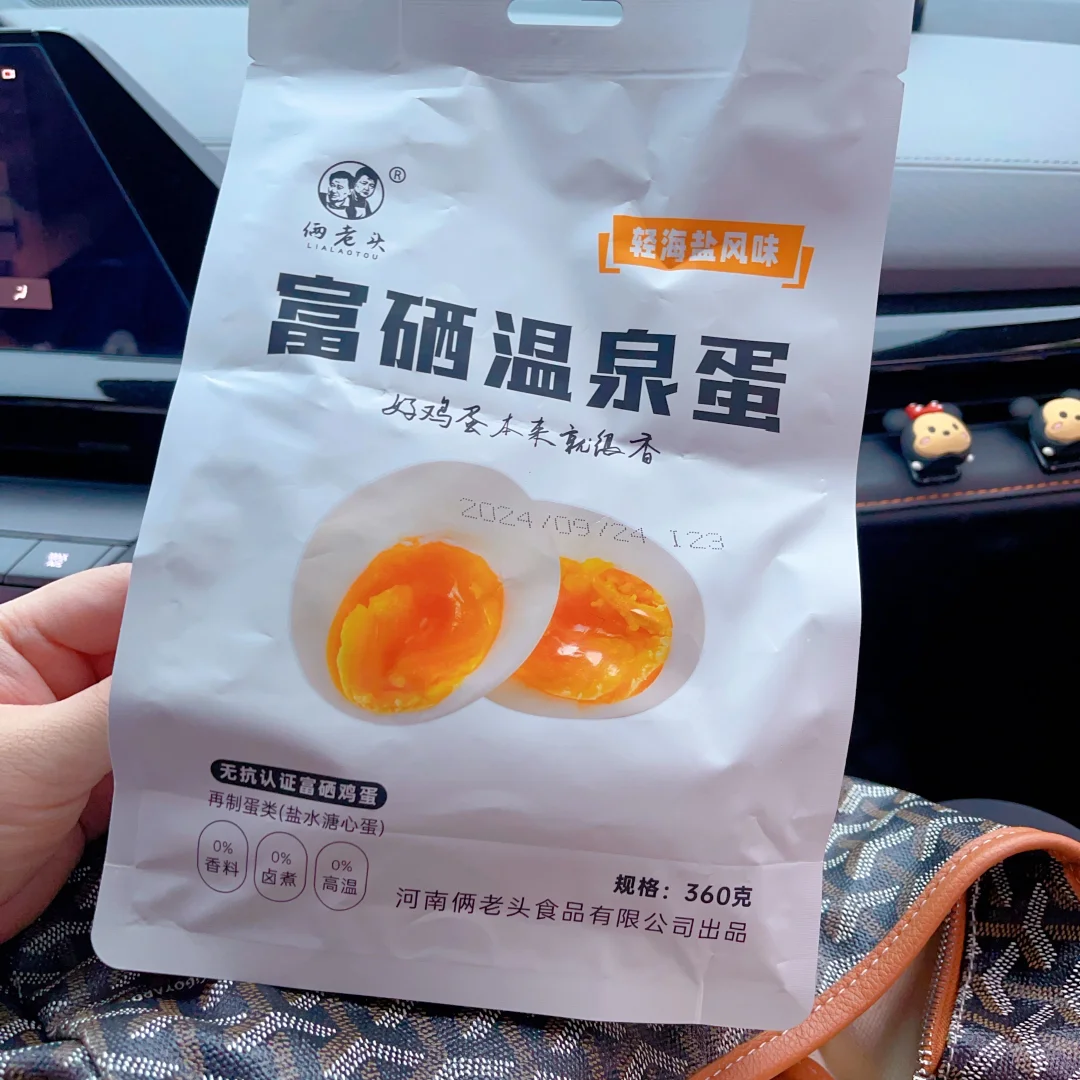 ®
俩老头
LIALAOTOU
轻海盐风味
富硒温泉蛋
好鸡蛋本来就很香
2024/09/24 I23
无抗认证富硒鸡蛋
再制蛋类(盐水溏心蛋)
0%
香料
0%
卤煮
0%
高温
规格：360克
河南俩老头食品有限公司出品